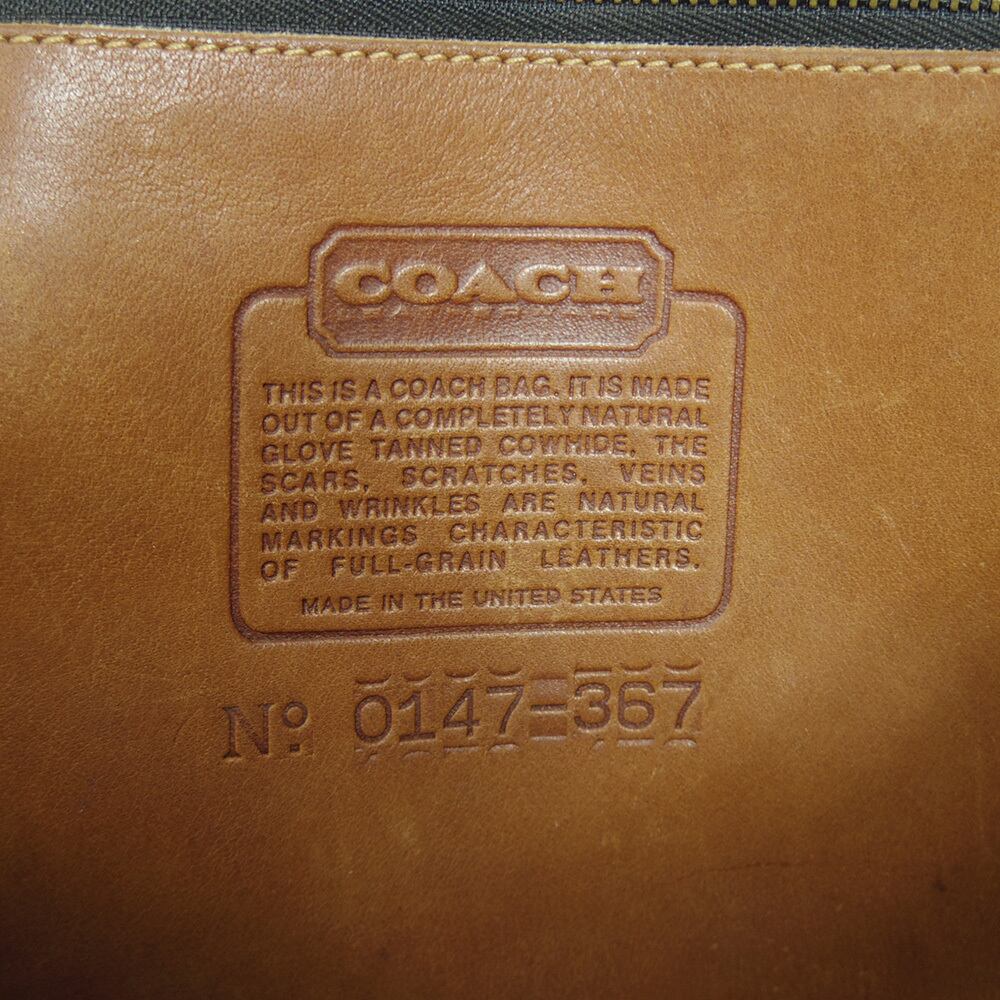 COACH
THIS IS A COACH BAG. IT IS MADE
OUT OF A COMPLETELY NATURAL
GLOVE TANNED COWHIDE. THE
SCARS, SCRATCHES, VEINS
AND WRINKLES ARE NATURAL
MARKINGS CHARACTERISTIC
OF FULL-GRAIN LEATHERS.
MADE IN THE UNITED STATES
Nº 0147-367